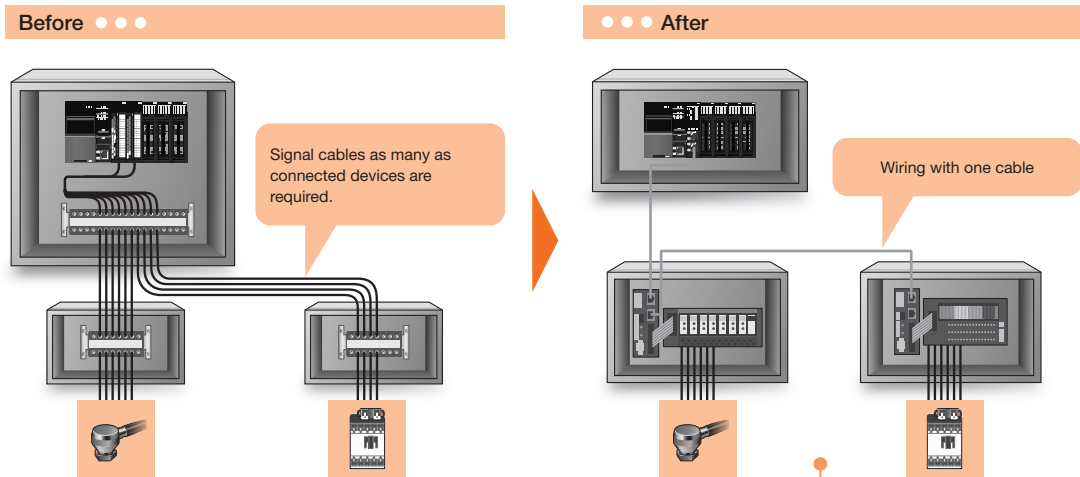 Before
After
Signal cables as many as
connected devices are
required.
Wiring with one cable